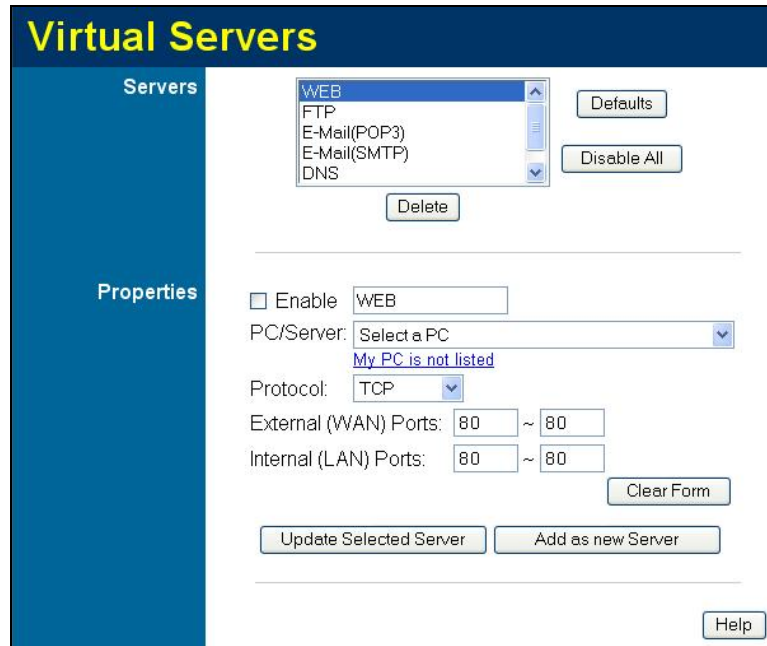 Virtual Servers
Servers
WEB
FTP
E-Mail(POP3)
E-Mail(SMTP)
DNS
Defaults
Disable All
Delete
Properties
Enable WEB
PC/Server: Select a PC
My PC is not listed
Protocol: TCP
External (WAN) Ports: 80 ~ 80
Internal (LAN) Ports: 80 ~ 80
Clear Form
Update Selected Server Add as new Server
Help